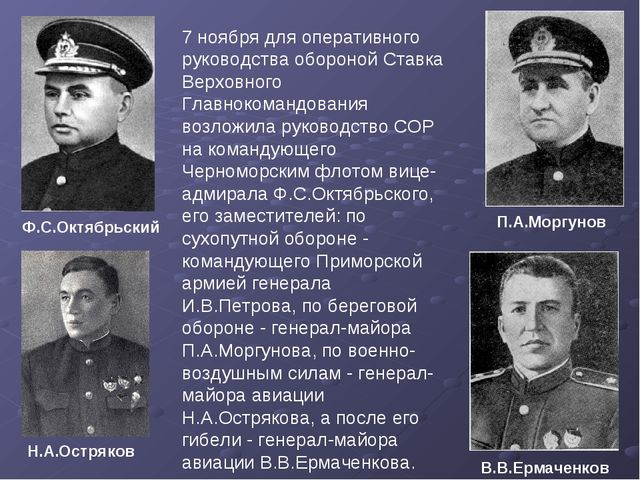 7 ноября для оперативного
руководства обороной Ставка
Верховного
Главнокомандования
возложила руководство СОР
на командующего
Черноморским флотом вице-
адмирала Ф.С.Октябрьского,
его заместителей: по
сухопутной обороне -
командующего Приморской
армией генерала
И.В.Петрова, по береговой
обороне - генерал-майора
П.А.Моргунова, по военно-
воздушным силам - генерал-
майора авиации
Н.А.Острякова, а после его
гибели - генерал-майора
авиации В.В.Ермаченкова.
Ф.С.Октябрьский
Н.А.Остряков
П.А.Моргунов
В.В.Ермаченков